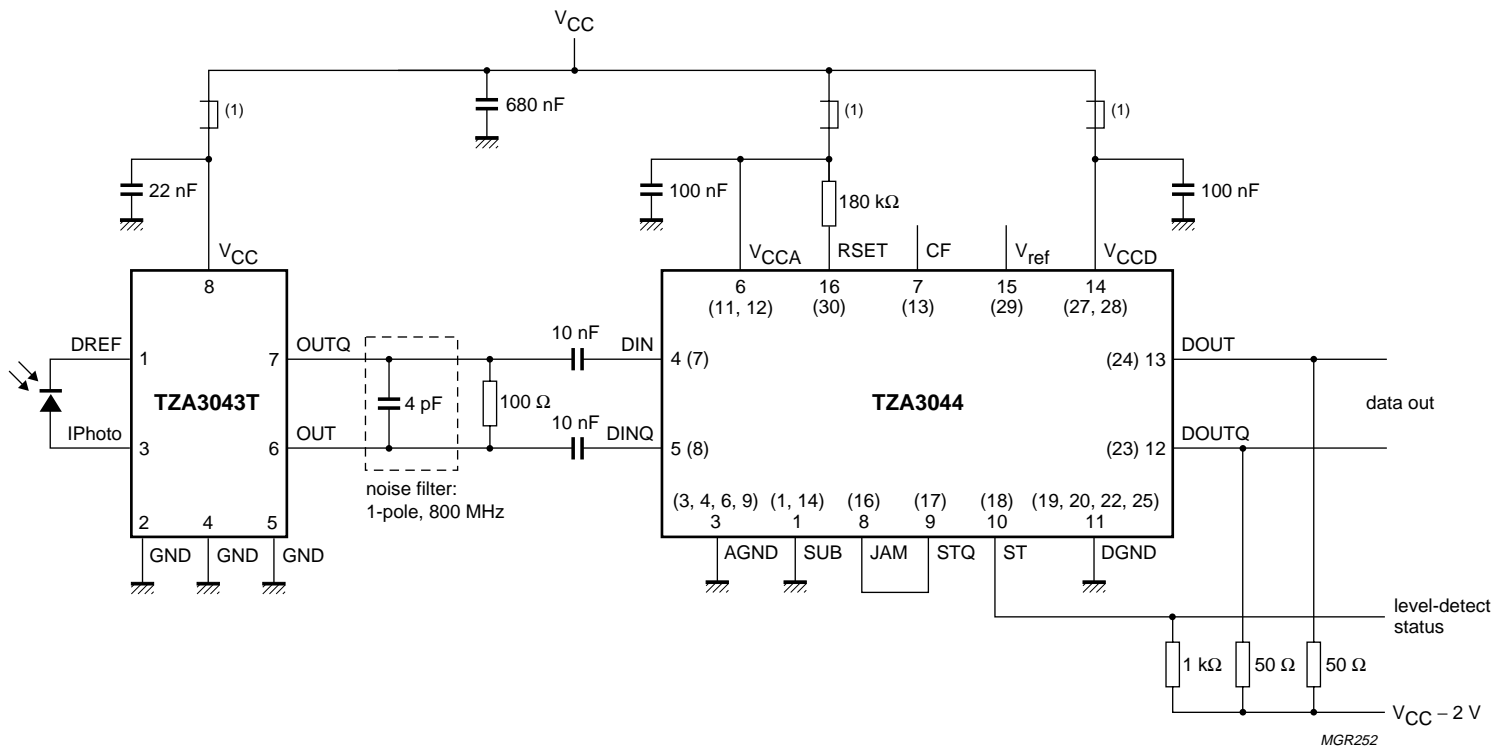 VCC
(1)
680 nF
(1)
(1)
22 nF
100 nF
180 kΩ
100 nF
VCC
VCCA
RSET
CF
Vref
VCCD
8
6
(11, 12)
16
(30)
7
(13)
15
(29)
14
(27, 28)
DREF
1
7
OUTQ
10 nF
DIN
4 (7)
(24) 13
DOUT
TZA3043T
4 pF
100 Ω
TZA3044
data out
IPhoto
3
6
OUT
10 nF
DINQ
5 (8)
(23) 12
DOUTQ
noise filter:
1-pole, 800 MHz
2
4
5
(3, 4, 6, 9)
3
(1, 14)
1
(16)
8
(17)
9
(18)
10
(19, 20, 22, 25)
11
GND
GND
GND
AGND
SUB
JAM
STQ
ST
DGND
level-detect
status
1 kΩ
50 Ω
50 Ω
VCC – 2 V
MGR252